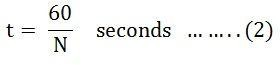 t = 60/N seconds ........(2)